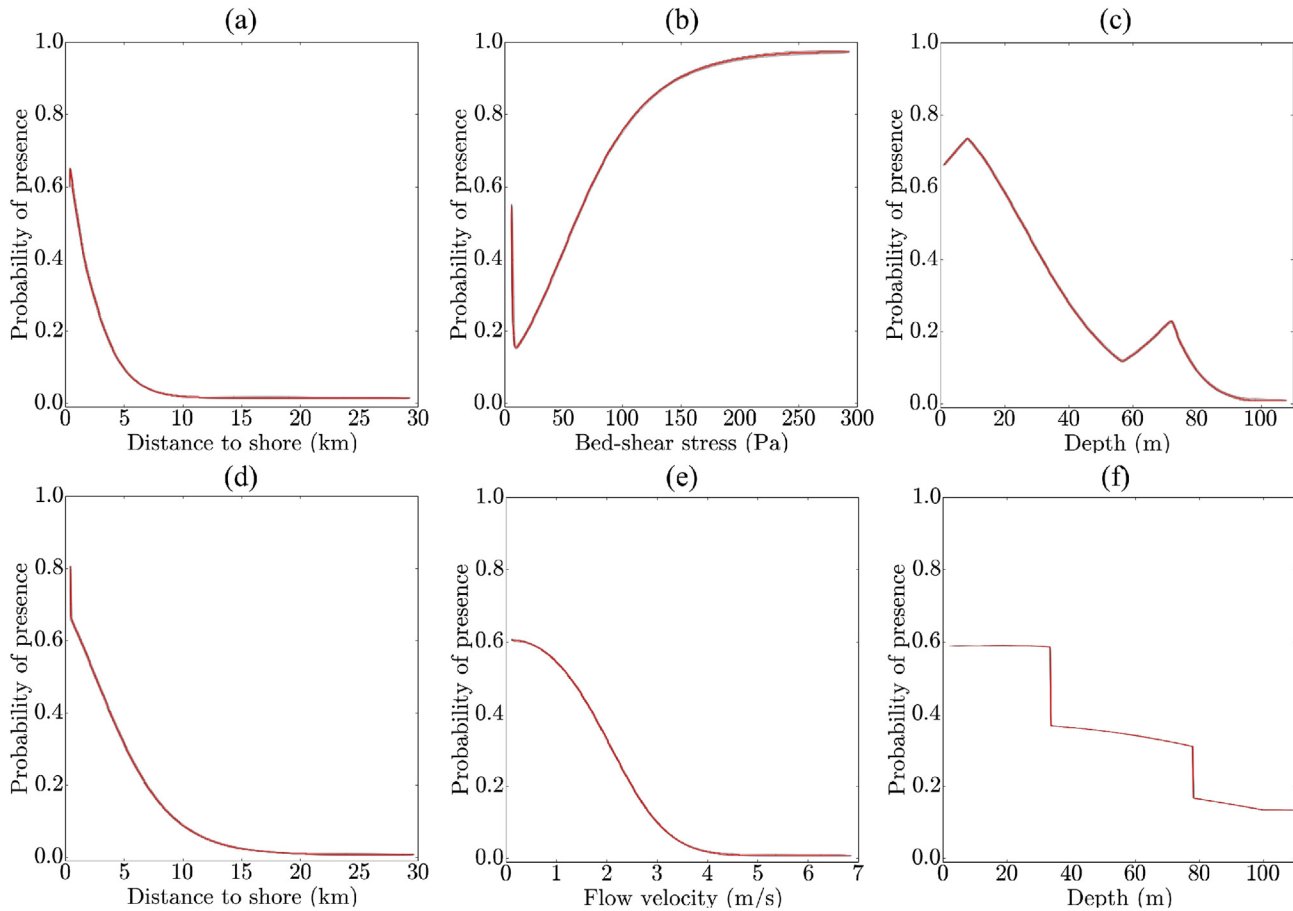 (a)
(b)
(c)
1.0
0.8
0.6
0.4
0.2
0.0
Probability of presence
0 5 10 15 20 25 30
Distance to shore (km)
1.0
0.8
0.6
0.4
0.2
0.0
Probability of presence
0 50 100 150 200 250 300
Bed-shear stress (Pa)
1.0
0.8
0.6
0.4
0.2
0.0
Probability of presence
0 20 40 60 80 100
Depth (m)
(d)
(e)
(f)
1.0
0.8
0.6
0.4
0.2
0.0
Probability of presence
0 5 10 15 20 25 30
Distance to shore (km)
1.0
0.8
0.6
0.4
0.2
0.0
Probability of presence
0 1 2 3 4 5 6 7
Flow velocity (m/s)
1.0
0.8
0.6
0.4
0.2
0.0
Probability of presence
0 20 40 60 80 100
Depth (m)